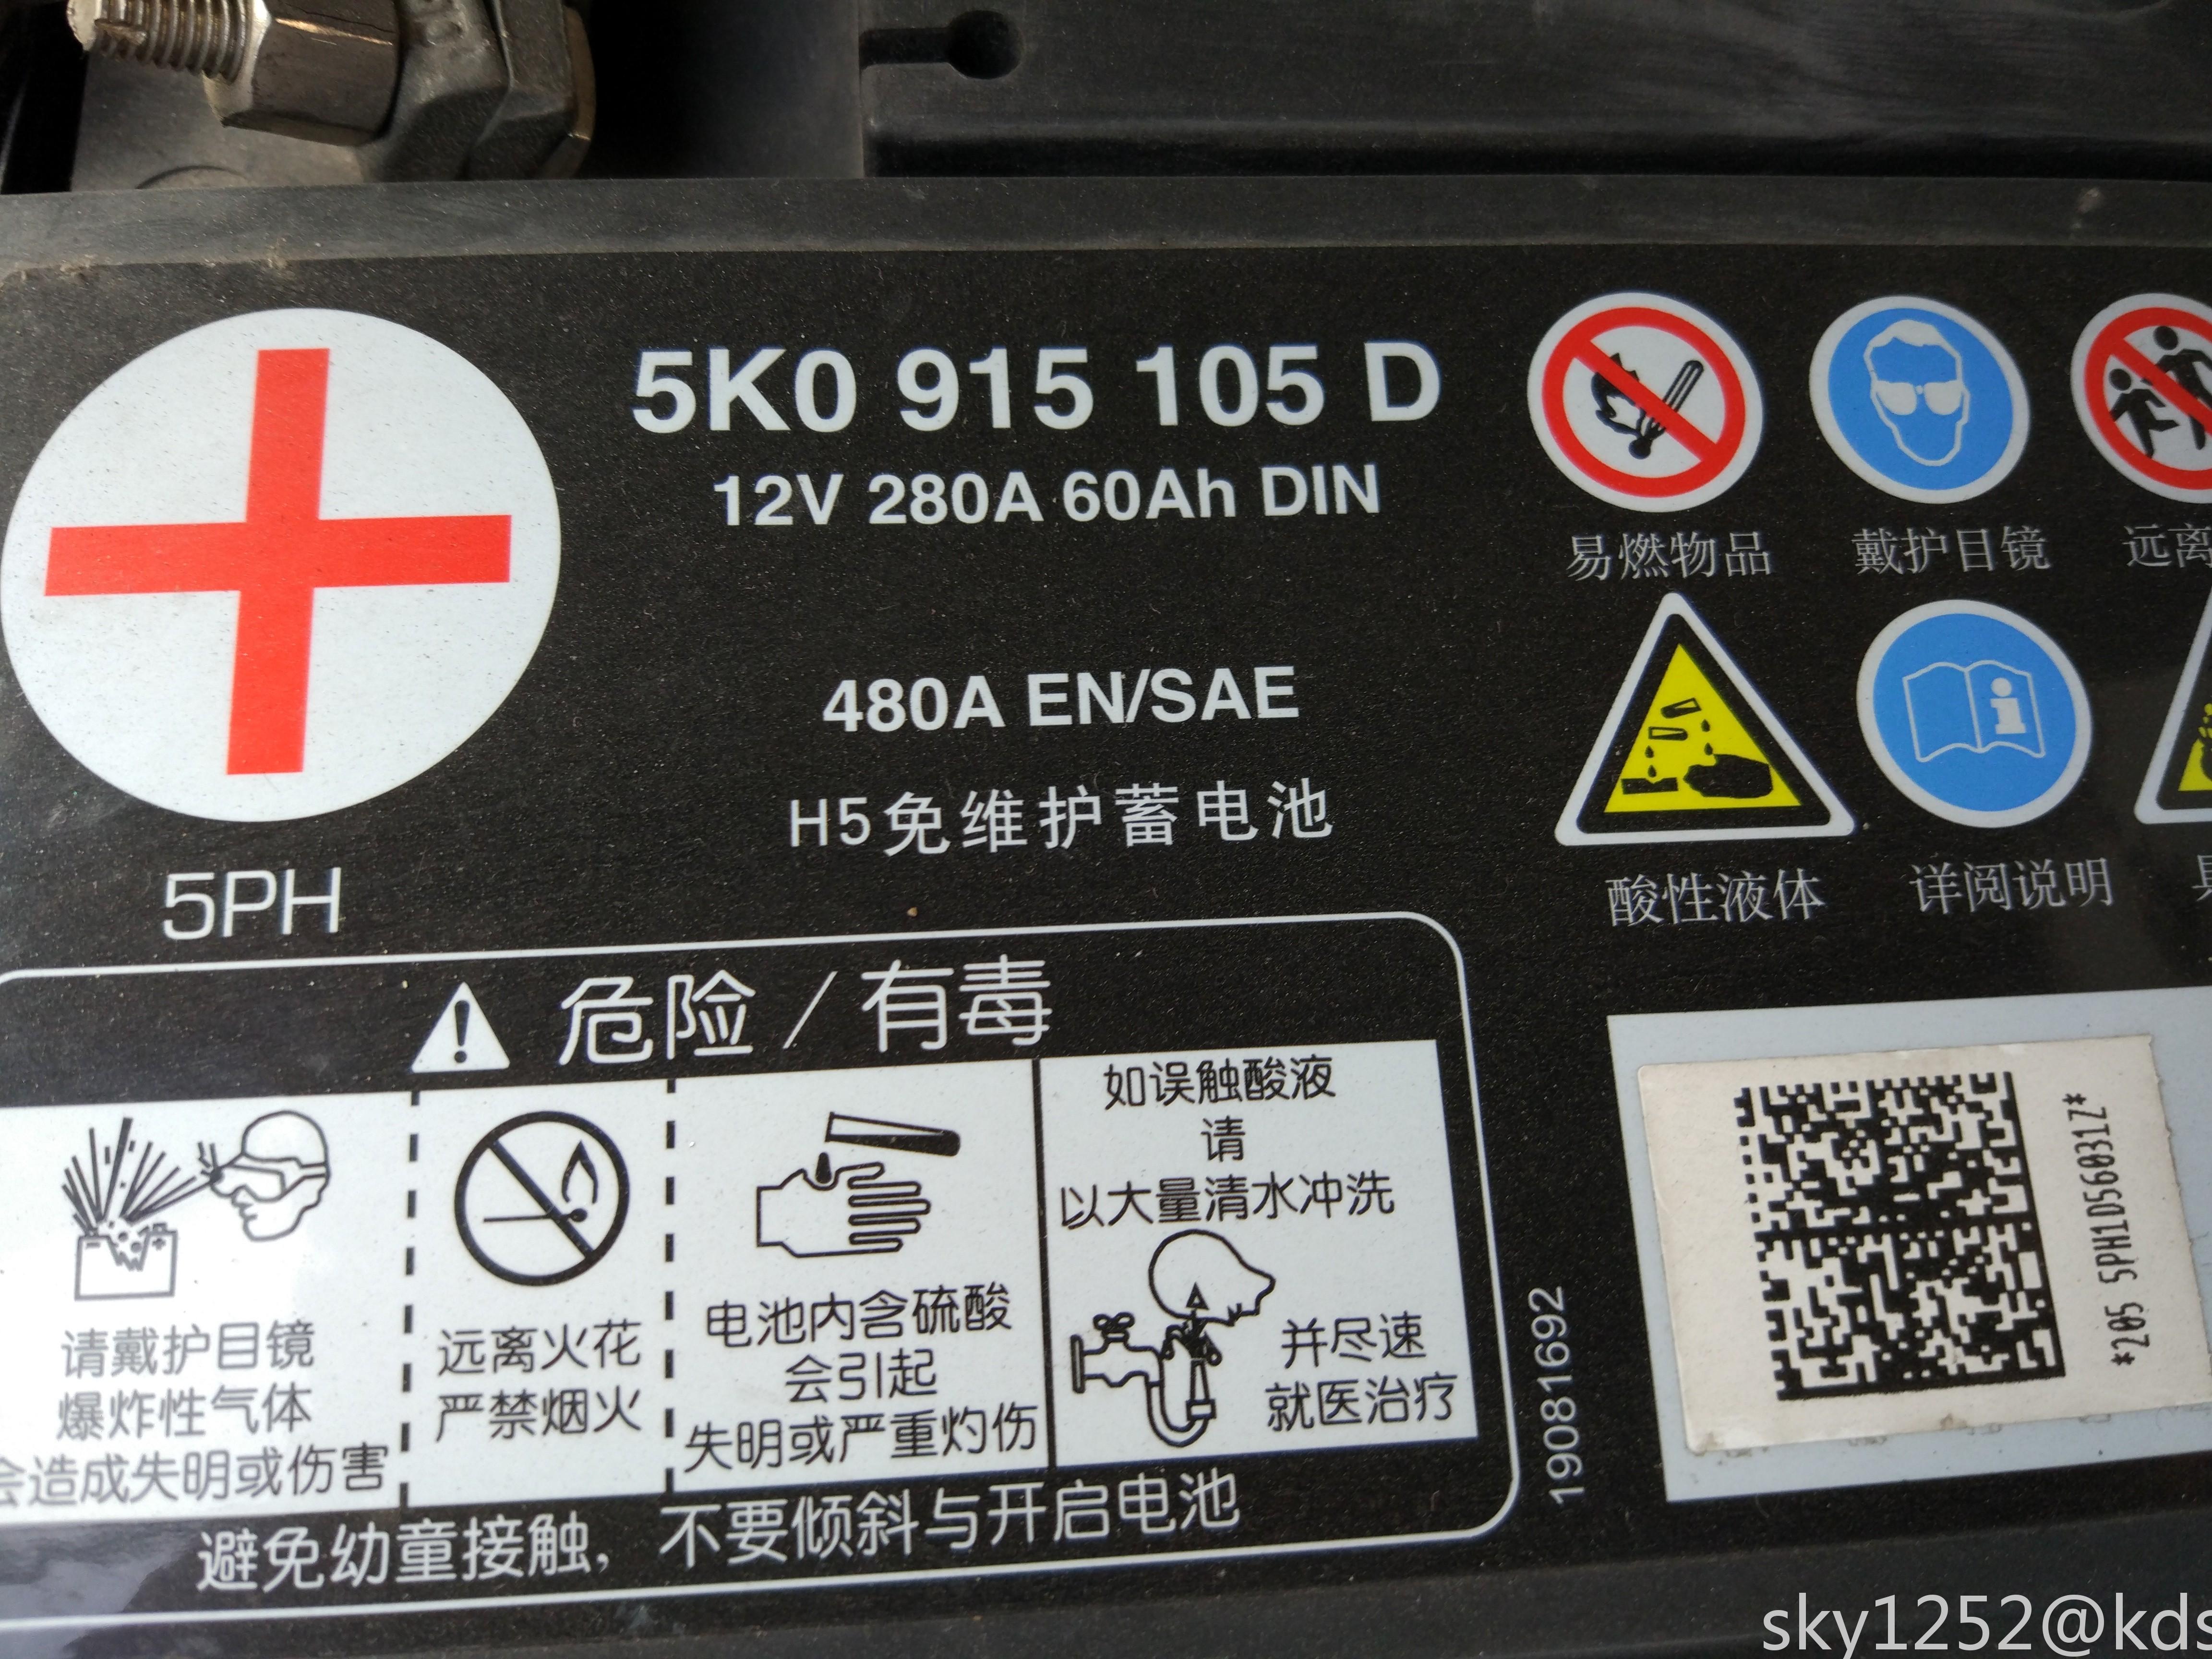 5K0 915 105 D
12V 280A 60Ah DIN
480A EN/SAE
H5免维护蓄电池
5PH
易燃物品
戴护目镜
远离
酸性液体
详阅说明
危险/有毒
请戴护目镜
爆炸性气体
会造成失明或伤害
远离火花
严禁烟火
电池内含硫酸
会引起
失明或严重灼伤
如误触酸液
请
以大量清水冲洗
并尽速
就医治疗
避免幼童接触，不要倾斜与开启电池
19081692
*205 5PH1D56031Z*
sky1252@kds